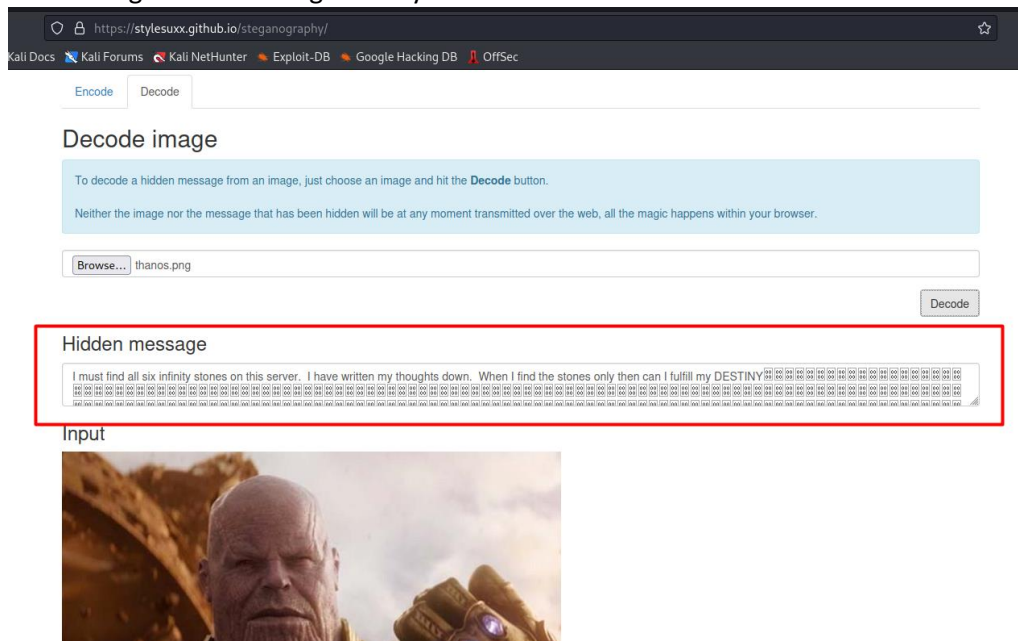 https://stylesuxx.github.io/steganography/
Kali Docs Kali Forums Kali NetHunter Exploit-DB Google Hacking DB OffSec
Encode Decode
Decode image
To decode a hidden message from an image, just choose an image and hit the Decode button.
Neither the image nor the message that has been hidden will be at any moment transmitted over the web, all the magic happens within your browser.
Browse... thanos.png
Decode
Hidden message
I must find all six infinity stones on this server. I have written my thoughts down. When I find the stones only then can I fulfill my DESTINY
Input